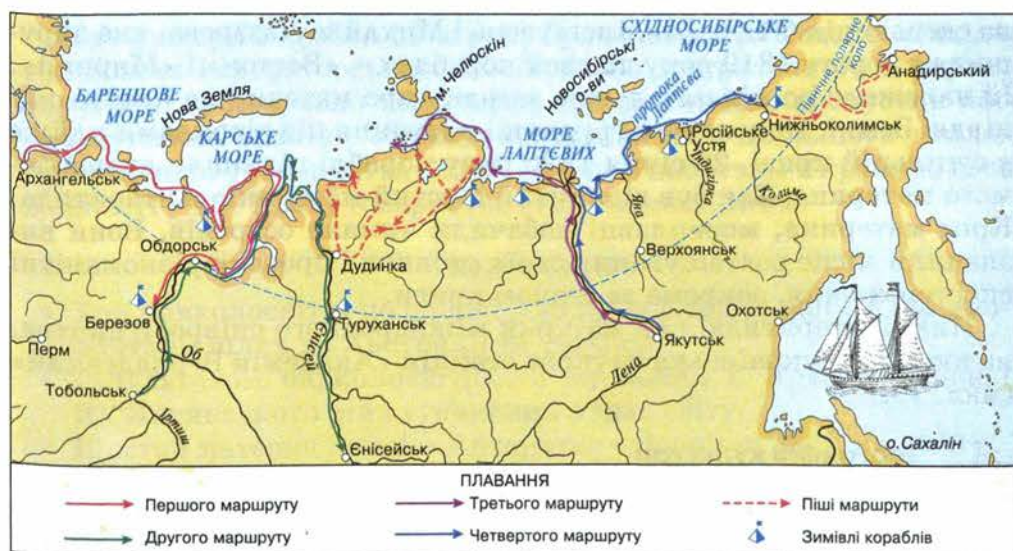 СХІДНОСИБІРСЬКЕ
МОРЕ
БАРЕНЦОВЕ
МОРЕ
Нова Земля
м. Челюскін
Новосибірські
о-ви
протока
Лаптєва
Північне полярне
коло
Анадирський
КАРСЬКЕ
МОРЕ
МОРЕ
ЛАПТЄВИХ
Російське
Устя
Нижньоколимськ
Архангельськ
Індигірка
Колима
Обдорськ
Яна
Верхоянськ
Дудинка
Березов
Туруханськ
Охотськ
Перм
Об
Єнісей
Якутськ
Лена
Тобольськ
Іртиш
Єнісейськ
о. Сахалін
ПЛАВАННЯ
Першого маршруту
Третього маршруту
Піші маршрути
Другого маршруту
Четвертого маршруту
Зимівлі кораблів